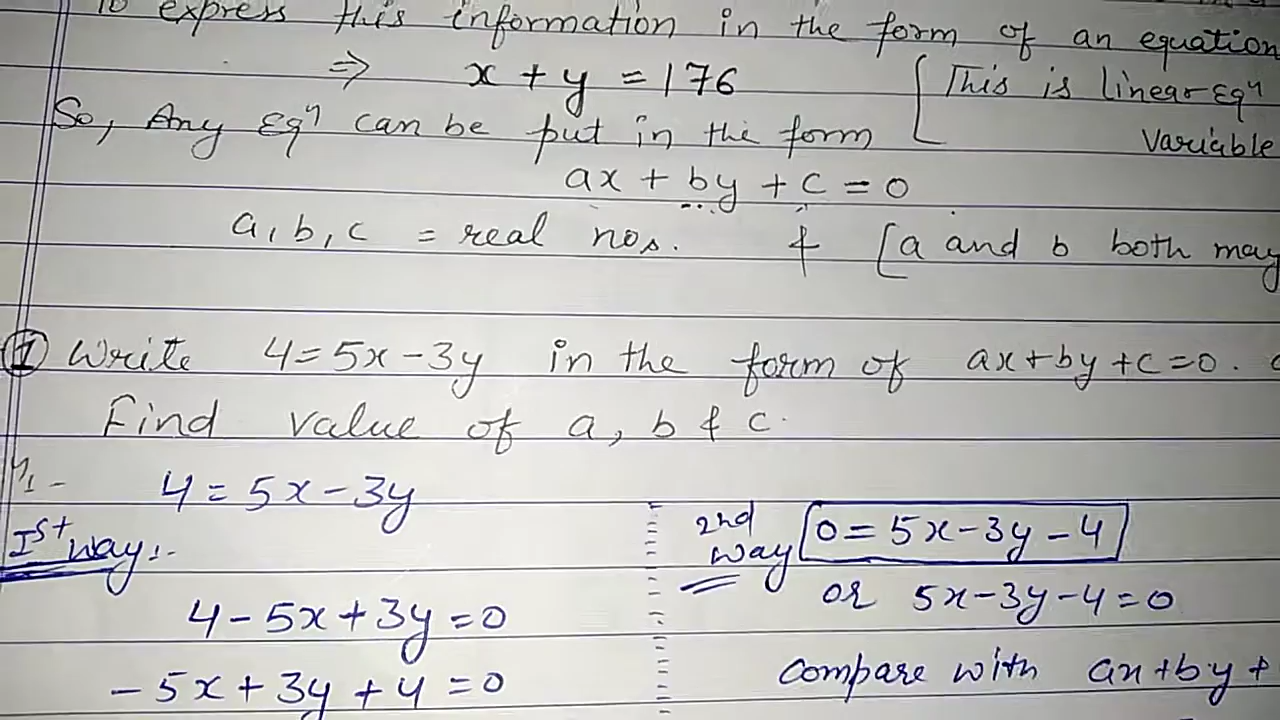 To express this information in the form of an equation
⇒ x + y = 176 [This is linear Eqⁿ
So, Any Eqⁿ can be put in the form variable
ax + by + c = 0
a, b, c = real nos. & [a and b both may
① Write 4 = 5x - 3y in the form of ax + by + c = 0.
Find value of a, b & c.
4 = 5x - 3y
Ist way:-
4 - 5x + 3y = 0
- 5x + 3y + 4 = 0
2nd way 0 = 5x - 3y - 4
or 5x - 3y - 4 = 0
Compare with ax + by +